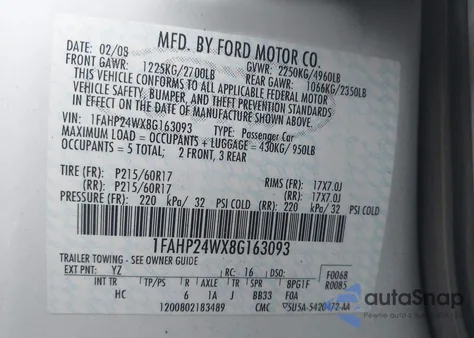 MFD. BY FORD MOTOR CO.
DATE: 02/08 GVWR: 2250KG/4960LB
FRONT GAWR: 1225KG/2700LB REAR GAWR: 1066KG/2350LB
THIS VEHICLE CONFORMS TO ALL APPLICABLE FEDERAL MOTOR
VEHICLE SAFETY, BUMPER, AND THEFT PREVENTION STANDARDS
IN EFFECT ON THE DATE OF MANUFACTURE SHOWN ABOVE.
VIN: 1FAHP24WX8G163093 TYPE: Passenger Car
MAXIMUM LOAD = OCCUPANTS + LUGGAGE = 430KG/ 950LB
OCCUPANTS = 5 TOTAL; 2 FRONT, 3 REAR
TIRE (FR): P215/60R17 RIMS (FR): 17X7.0J
(RR): P215/60R17 (RR): 17X7.0J
PRESSURE (FR): 220 kPa/ 32 PSI COLD (RR): 220 kPa/ 32 PSI COLD
1FAHP24WX8G163093
TRAILER TOWING - SEE OWNER GUIDE
EXT PNT: YZ RC: 16 DSO: F0068
INT TR TP/PS R AXLE TR SPR BPG1F R0085
HC 6 1A J BB33 F0A
1200802183489 CMC 5U5A-5420472-AA
autoSnap